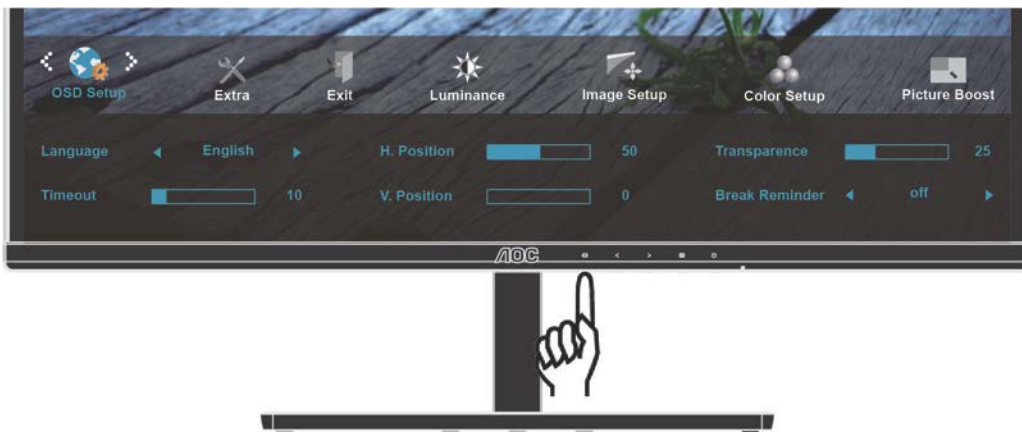 OSD Setup Extra Exit Luminance Image Setup Color Setup Picture Boost
Language English H. Position 50 Transparence 25
Timeout 10 V. Position 0 Break Reminder off
AOC